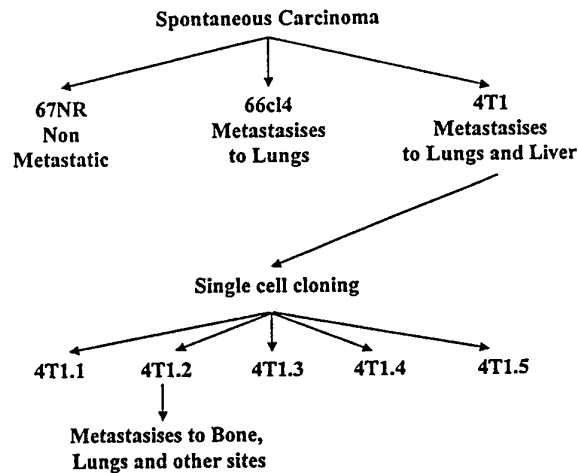 Spontaneous Carcinoma
67NR
Non
Metastatic
66cl4
Metastasises
to Lungs
4T1
Metastasises
to Lungs and Liver
Single cell cloning
4T1.1
4T1.2
4T1.3
4T1.4
4T1.5
Metastasises to Bone,
Lungs and other sites